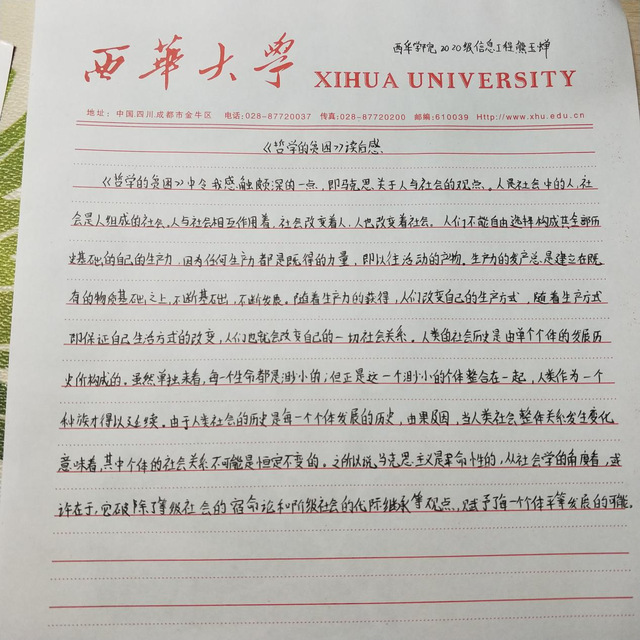 西华学院2020级信息工程熊玉婵
西華大學
XIHUA UNIVERSITY
地址：中国.四川.成都市金牛区 电话:028-87720037 传真:028-87720200 邮编:610039 Http://www.xhu.edu.cn
《哲学的贫困》读后感
《哲学的贫困》中令我感触颇深的一点，即马克思关于人与社会的观点。人是社会中的人，社
会是人组成的社会。人与社会相互作用着，社会改变着人，人也改变着社会。人们不能自由选择构成其全部历
史基础的自己的生产力，因为任何生产力都是既得的力量，即以往活动的产物。生产力的发产总是建立在既
有的物质基础之上，不断基础，不断发展。随着生产力的获得，人们改变自己的生产方式，随着生产方式
即保证自己生活方式的改变，人们也就会改变自己的一切社会关系。人类的社会历史是由单个个体的发展历
史所构成的。虽然单独来看，每一个生命都是渺小的；但正是这一个渺小的个体整合在一起，人类作为一个
种族才得以延续。由于人类社会的历史是每一个个体发展的历史，由果及因，当人类社会整体关系发生变化
意味着，其中个体的社会关系不可能是恒定不变的。之所以说马克思主义是革命性的，从社会学的角度看，或
许在于，它破除了等级社会的宿命论和阶级社会的代际继承等观点，赋予了每一个个体平等发展的可能。